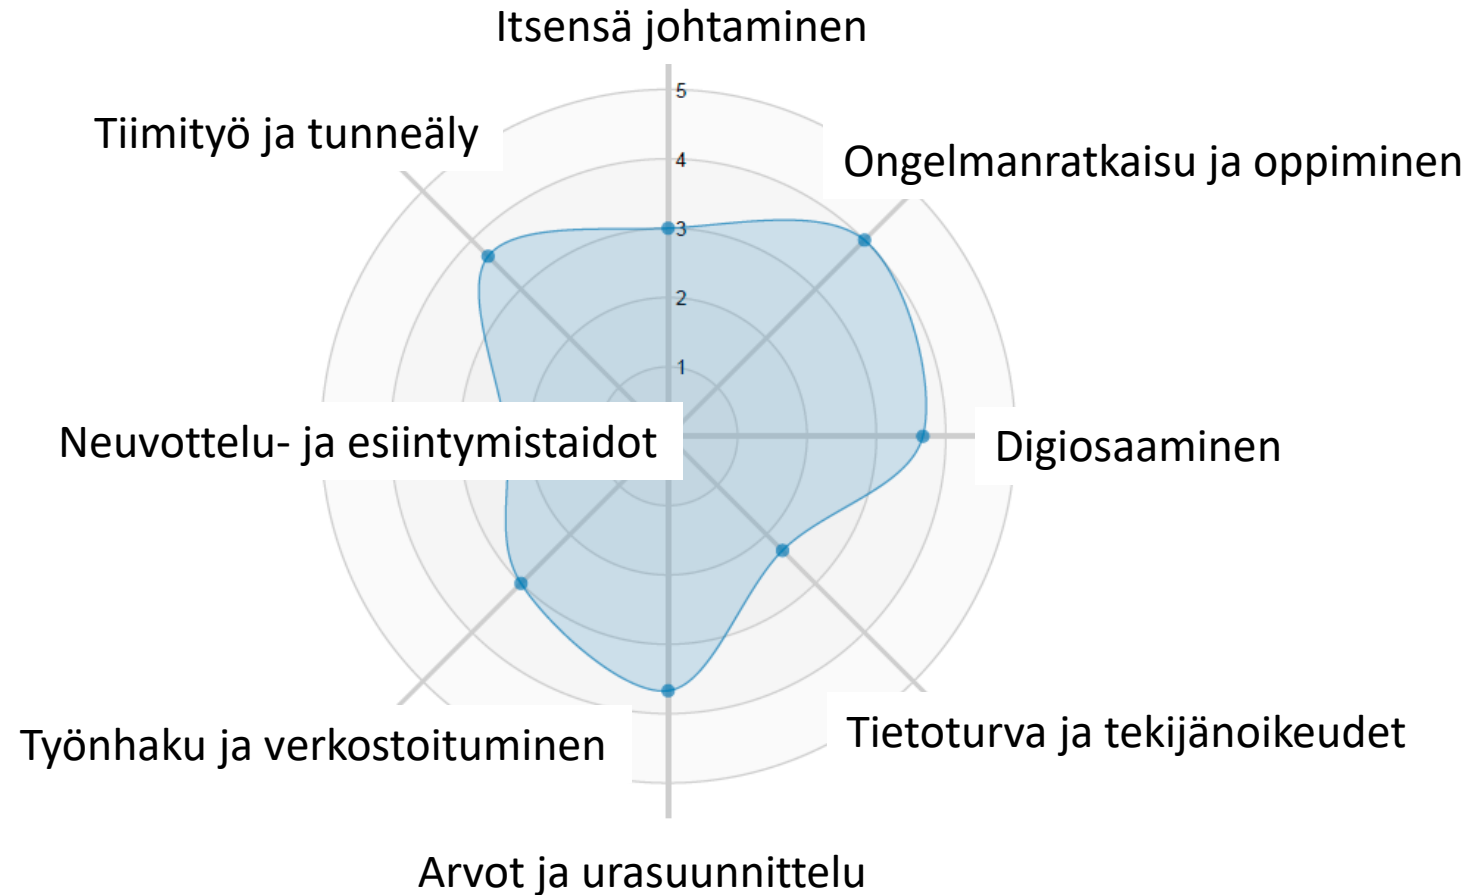 Itsensä johtaminen
5
Tiimityö ja tunneäly
4
Ongelmanratkaisu ja oppiminen
3
2
1
Neuvottelu- ja esiintymistaidot
Digiosaaminen
Työnhaku ja verkostoituminen
Tietoturva ja tekijänoikeudet
Arvot ja urasuunnittelu